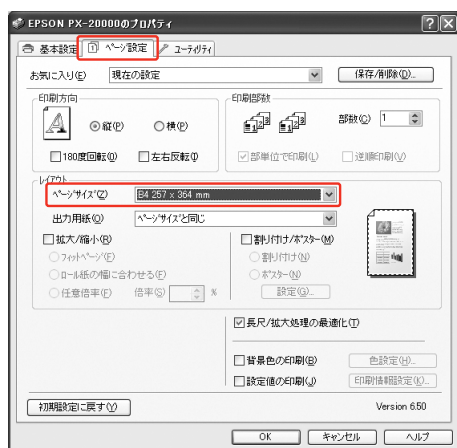 EPSON PX-20000のプロパティ
基本設定 ページ設定 ユーティリティ
お気に入り(E) 現在の設定 保存/削除(D)...
印刷方向 印刷部数
A 縦(P) 横(R) 1 2 3 1 2 3 部数(C) 1
180度回転(0) 左右反転(I) 部単位で印刷(L) 逆順印刷(V)
レイアウト
ページサイズ(Z) B4 257 x 364 mm
出力用紙(O) ページサイズと同じ
拡大/縮小(R) 割り付け/ポスター(M)
フィットページ(F) 割り付け(N)
ロール紙の幅に合わせる(F) ポスター(N)
任意倍率(F) 倍率(S) % 設定(G)...
長尺/拡大処理の最適化(T)
背景色の印刷(B) 色設定(H)...
設定値の印刷(J) 印刷情報設定(K)...
初期設定に戻す(Y) Version 6.50
OK キャンセル ヘルプ